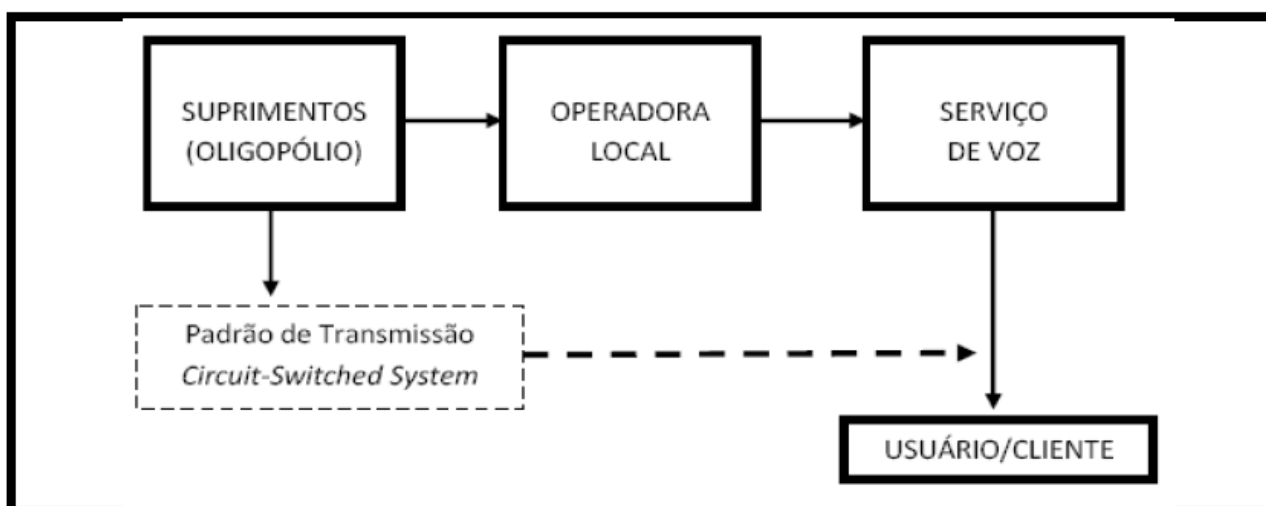 SUPRIMENTOS
(OLIGOPÓLIO)
OPERADORA
LOCAL
SERVIÇO
DE VOZ
Padrão de Transmissão
Circuit-Switched System
USUÁRIO/CLIENTE